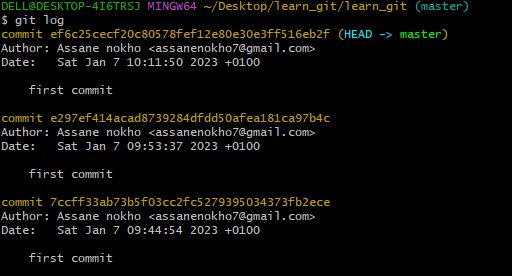 DELL@DESKTOP-4I6TRSJ MINGW64 ~/Desktop/learn_git/learn_git (master)
$ git log
commit ef6c25cecf20c80578fef12e80e30e3ff516eb2f (HEAD -> master)
Author: Assane nokho <assanenokho7@gmail.com>
Date:   Sat Jan 7 10:11:50 2023 +0100
    first commit
commit e297ef414acad8739284dfdd50afea181ca97b4c
Author: Assane nokho <assanenokho7@gmail.com>
Date:   Sat Jan 7 09:53:37 2023 +0100
    first commit
commit 7ccff33ab73b5f03cc2fc5279395034373fb2ece
Author: Assane nokho <assanenokho7@gmail.com>
Date:   Sat Jan 7 09:44:54 2023 +0100
    first commit